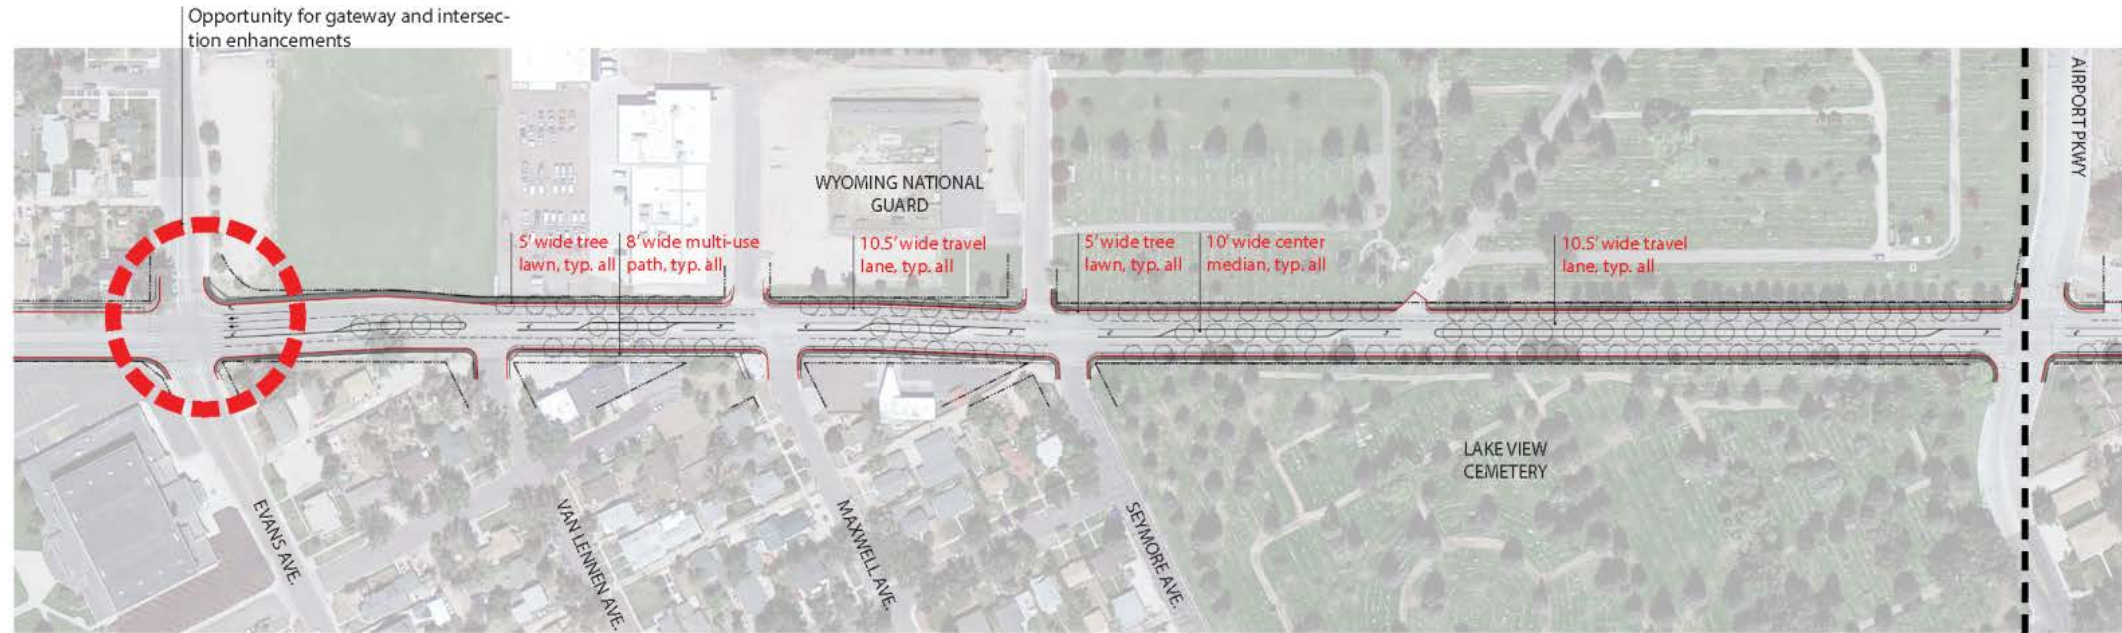 Opportunity for gateway and intersec-
tion enhancements
AIRPORT PKWY
WYOMING NATIONAL
GUARD
5' wide tree
lawn, typ. all
8' wide multi-use
path, typ. all
10.5' wide travel
lane, typ. all
5' wide tree
lawn, typ. all
10' wide center
median, typ. all
10.5' wide travel
lane, typ. all
LAKE VIEW
CEMETERY
EVANS AVE.
VAN LENNEN AVE.
MAXWELL AVE.
SEYMORE AVE.